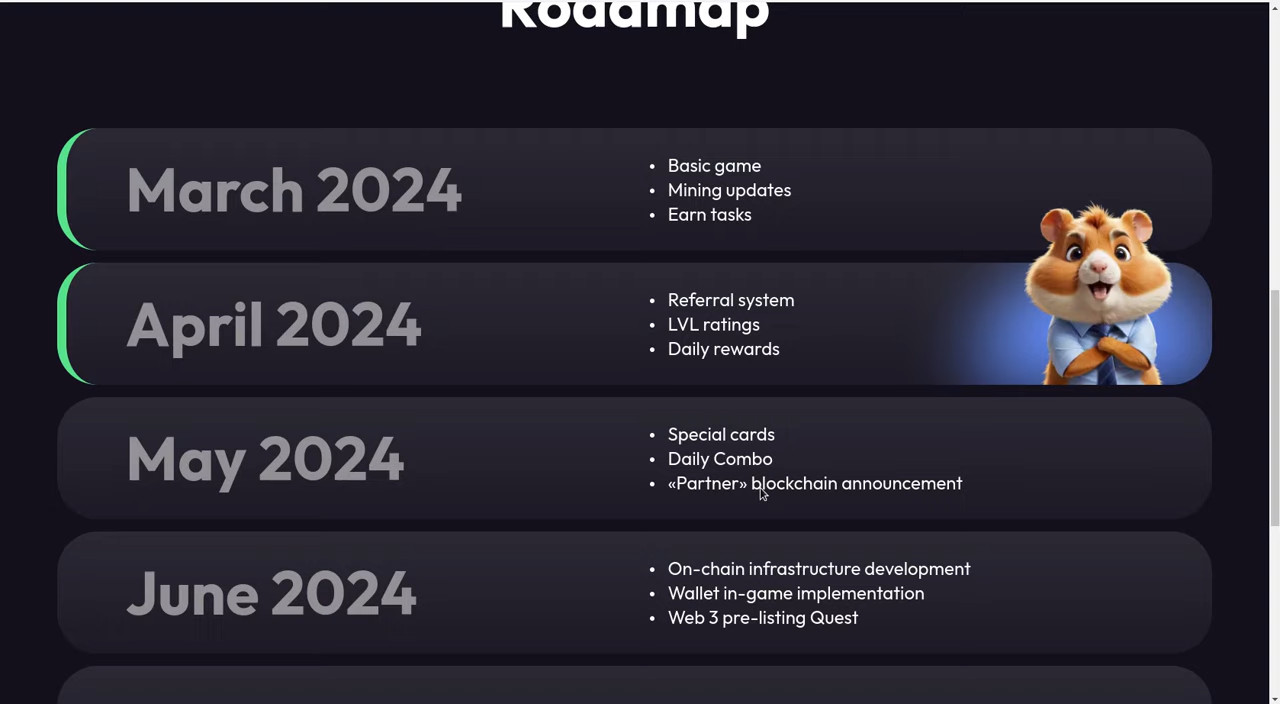 Roadmap
March 2024
• Basic game
• Mining updates
• Earn tasks
April 2024
• Referral system
• LVL ratings
• Daily rewards
May 2024
• Special cards
• Daily Combo
• «Partner» blockchain announcement
June 2024
• On-chain infrastructure development
• Wallet in-game implementation
• Web 3 pre-listing Quest